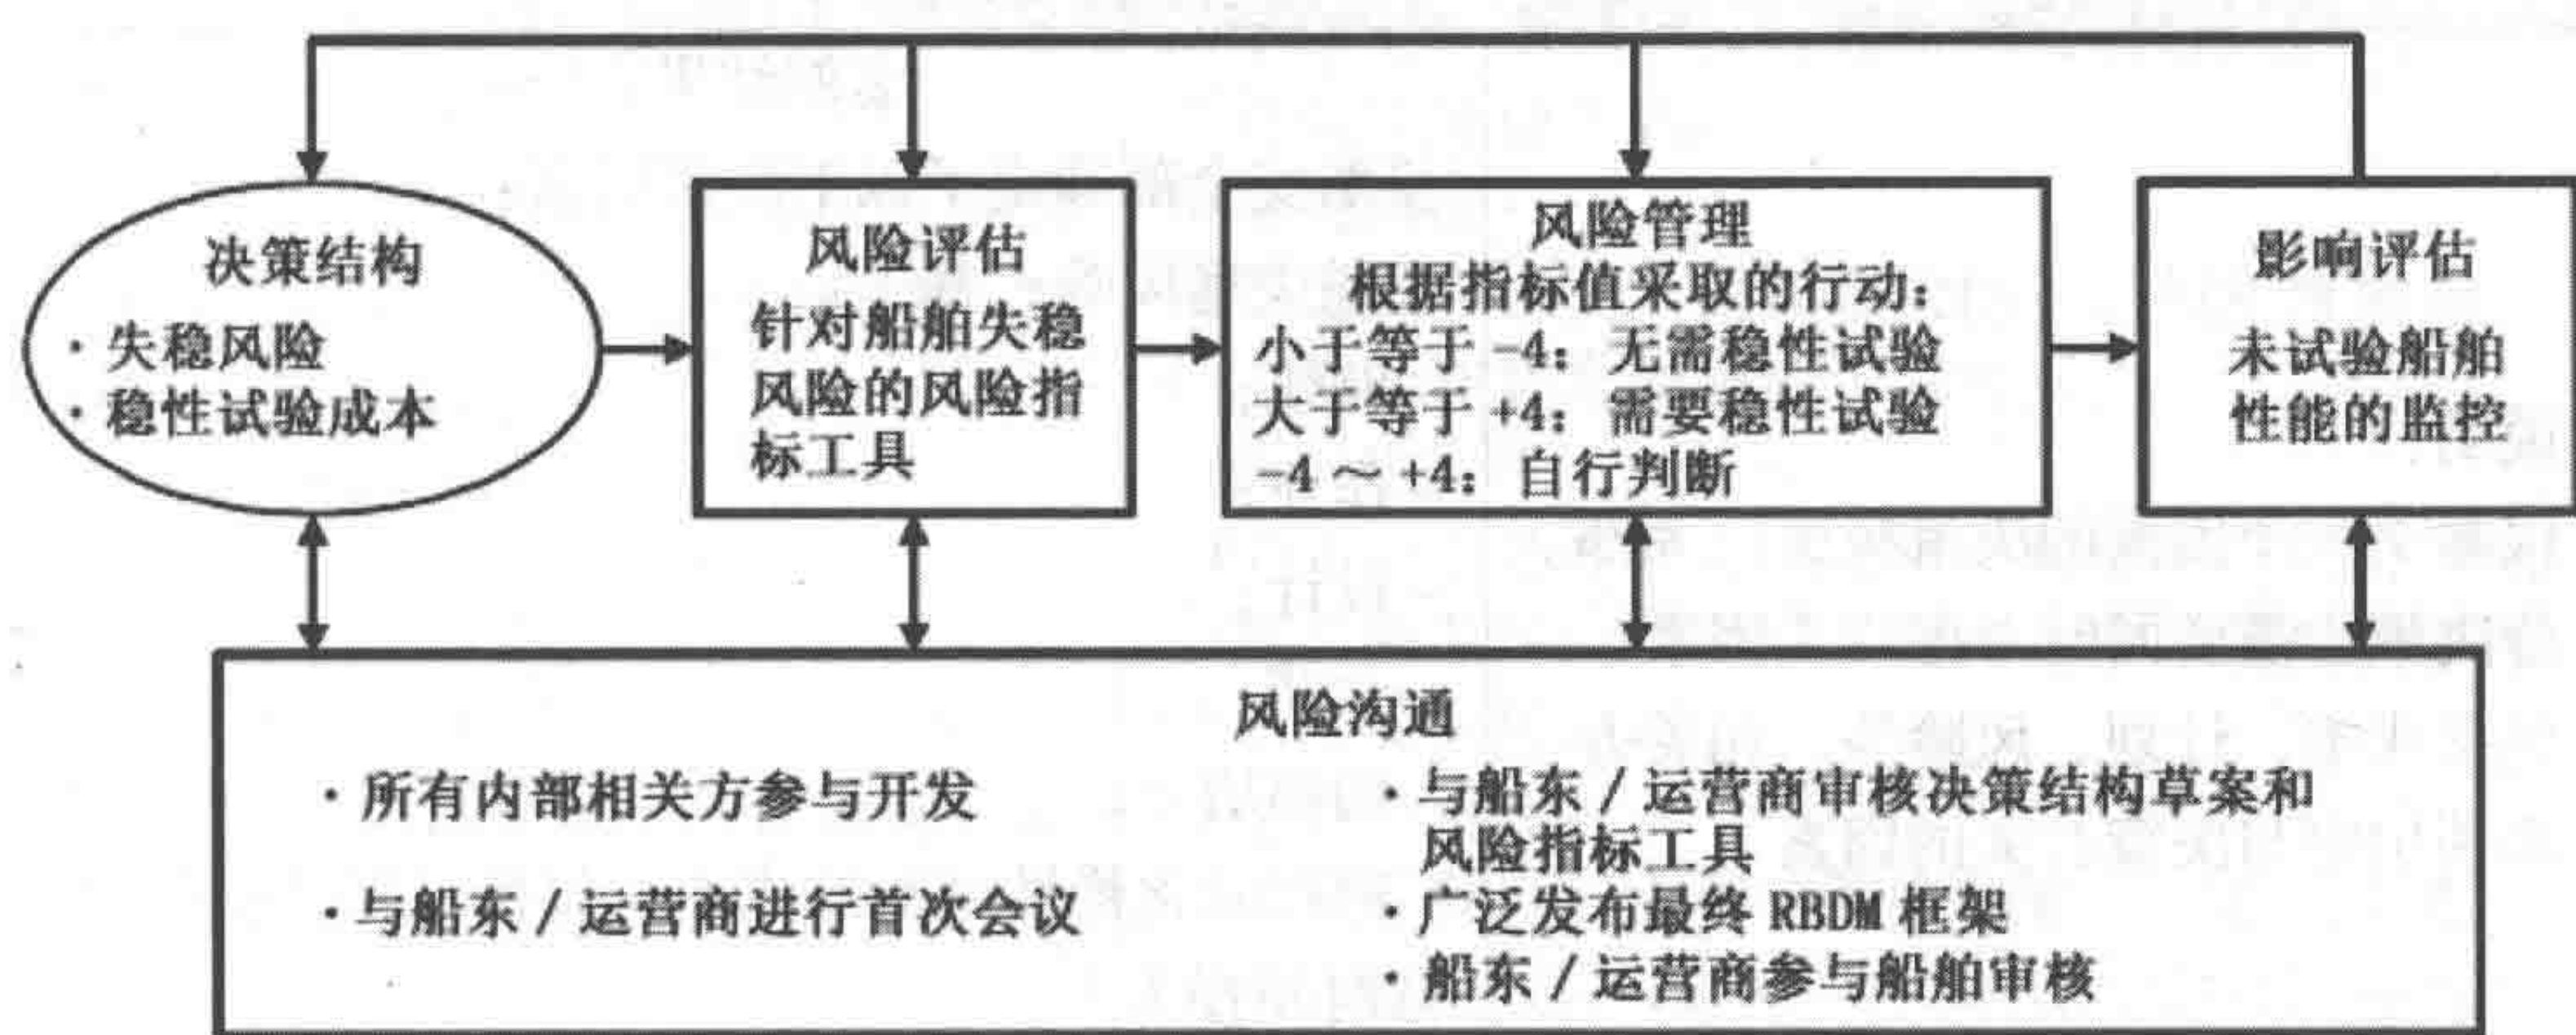 决策结构
· 失稳风险
· 稳性试验成本
风险评估
针对船舶失稳
风险的风险指
标工具
风险管理
根据指标值采取的行动：
小于等于 -4：无需稳性试验
大于等于 +4：需要稳性试验
-4 ～ +4：自行判断
影响评估
未试验船舶
性能的监控
风险沟通
· 所有内部相关方参与开发
· 与船东 / 运营商进行首次会议
· 与船东 / 运营商审核决策结构草案和
风险指标工具
· 广泛发布最终 RBDM 框架
· 船东 / 运营商参与船舶审核